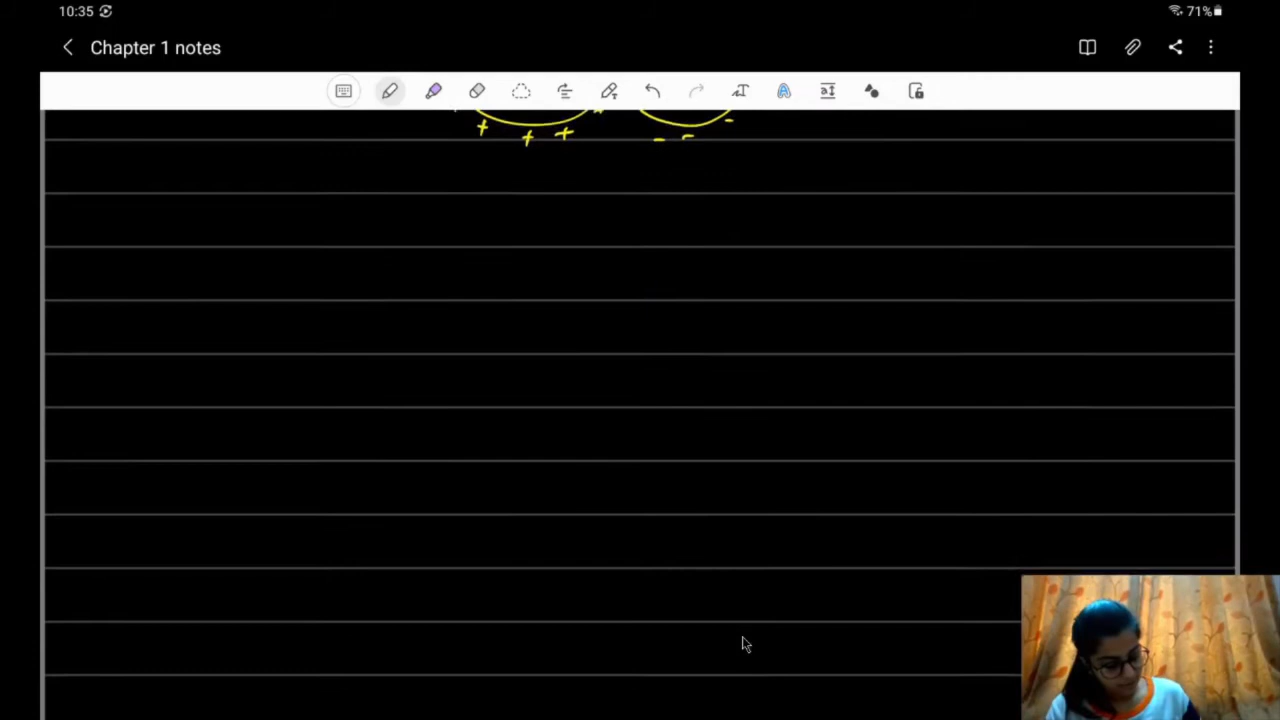 10:35
71%
Chapter 1 notes
+ + + - - -